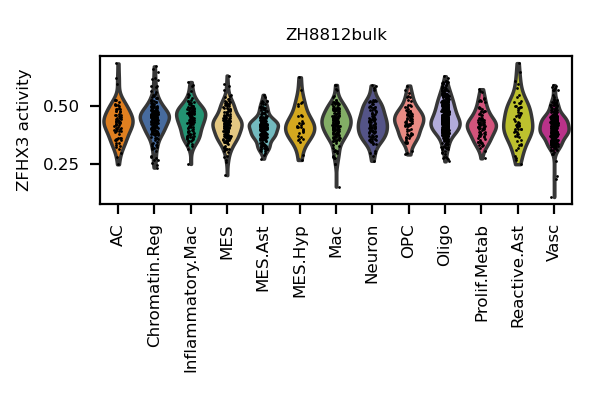 ZH8812bulk
ZFHX3 activity
0.50
0.25
AC
Chromatin.Reg
Inflammatory.Mac
MES
MES.Ast
MES.Hyp
Mac
Neuron
OPC
Oligo
Prolif.Metab
Reactive.Ast
Vasc